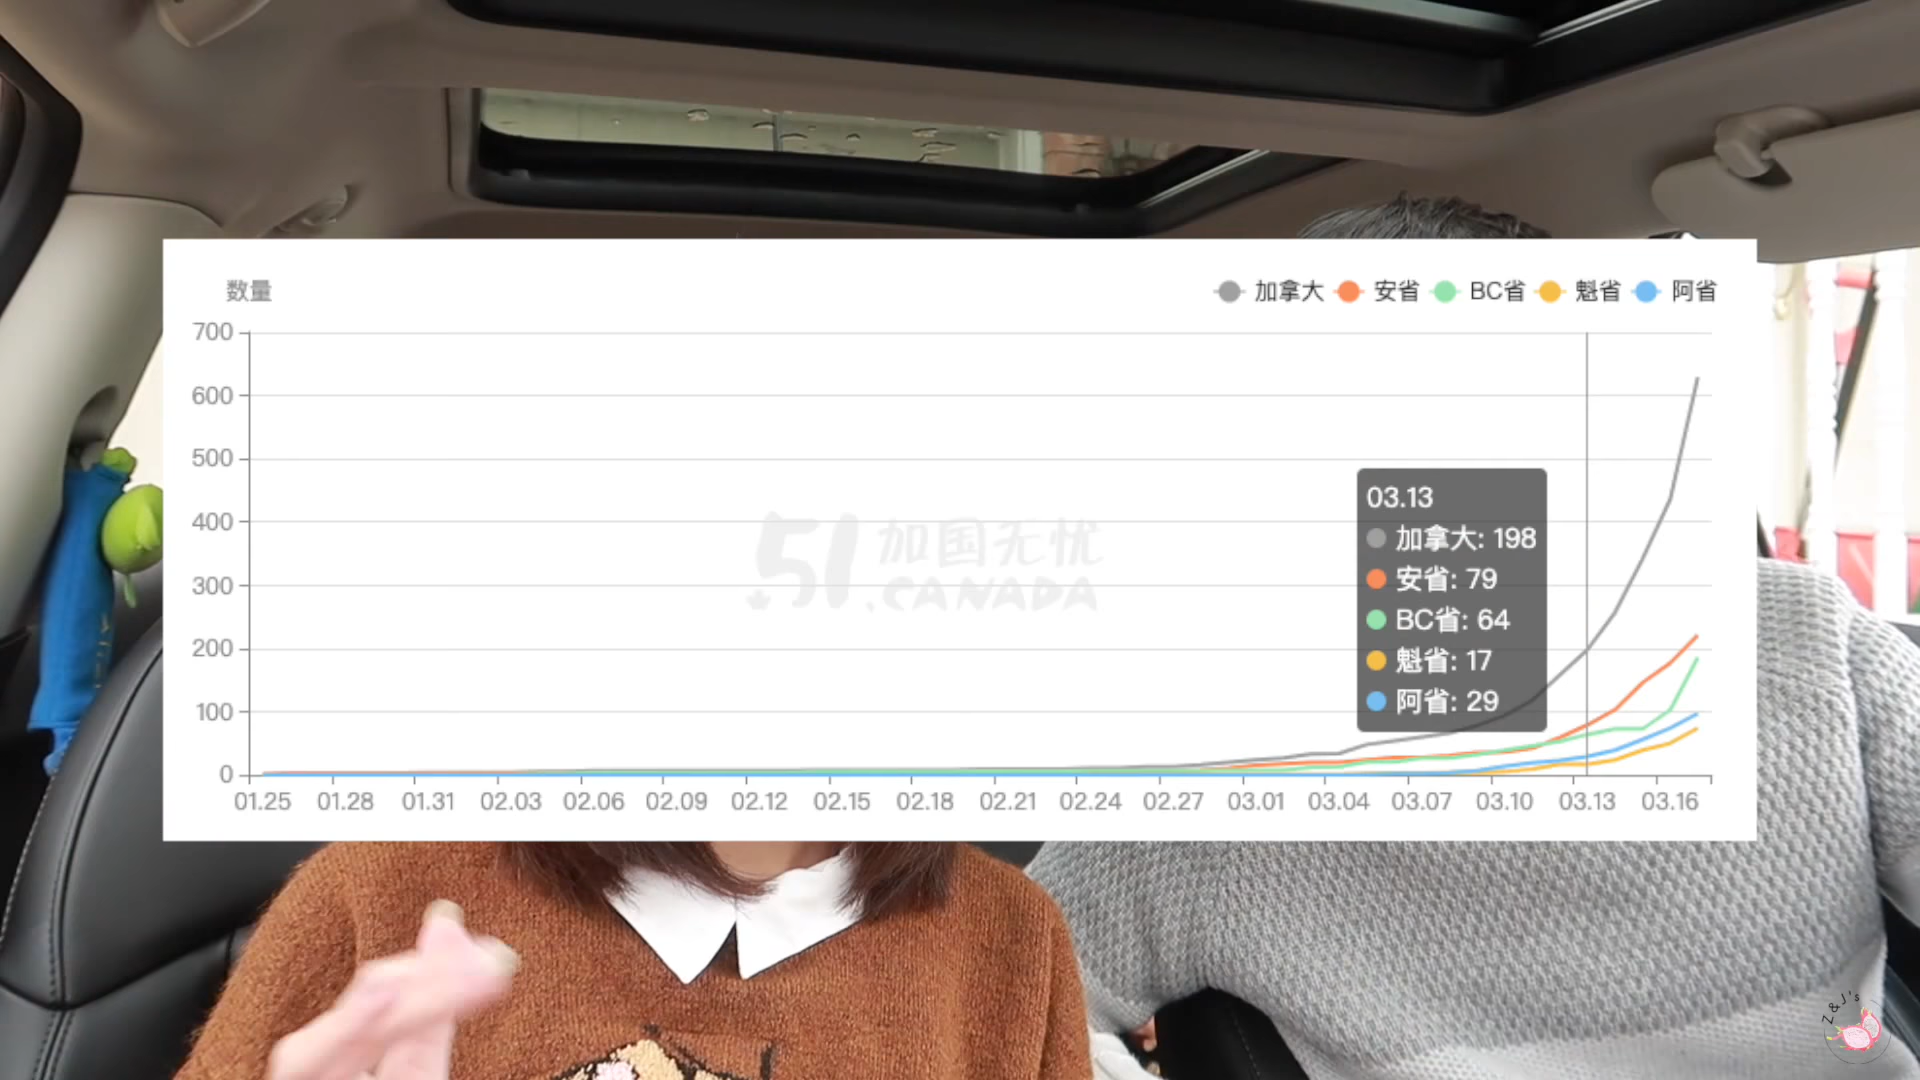 数量
加拿大 安省 BC省 魁省 阿省
700
600
500
400
300
200
100
0
51 加国无忧
.CANADA
03.13
加拿大: 198
安省: 79
BC省: 64
魁省: 17
阿省: 29
01.25 01.28 01.31 02.03 02.06 02.09 02.12 02.15 02.18 02.21 02.24 02.27 03.01 03.04 03.07 03.10 03.13 03.16
Z&J's